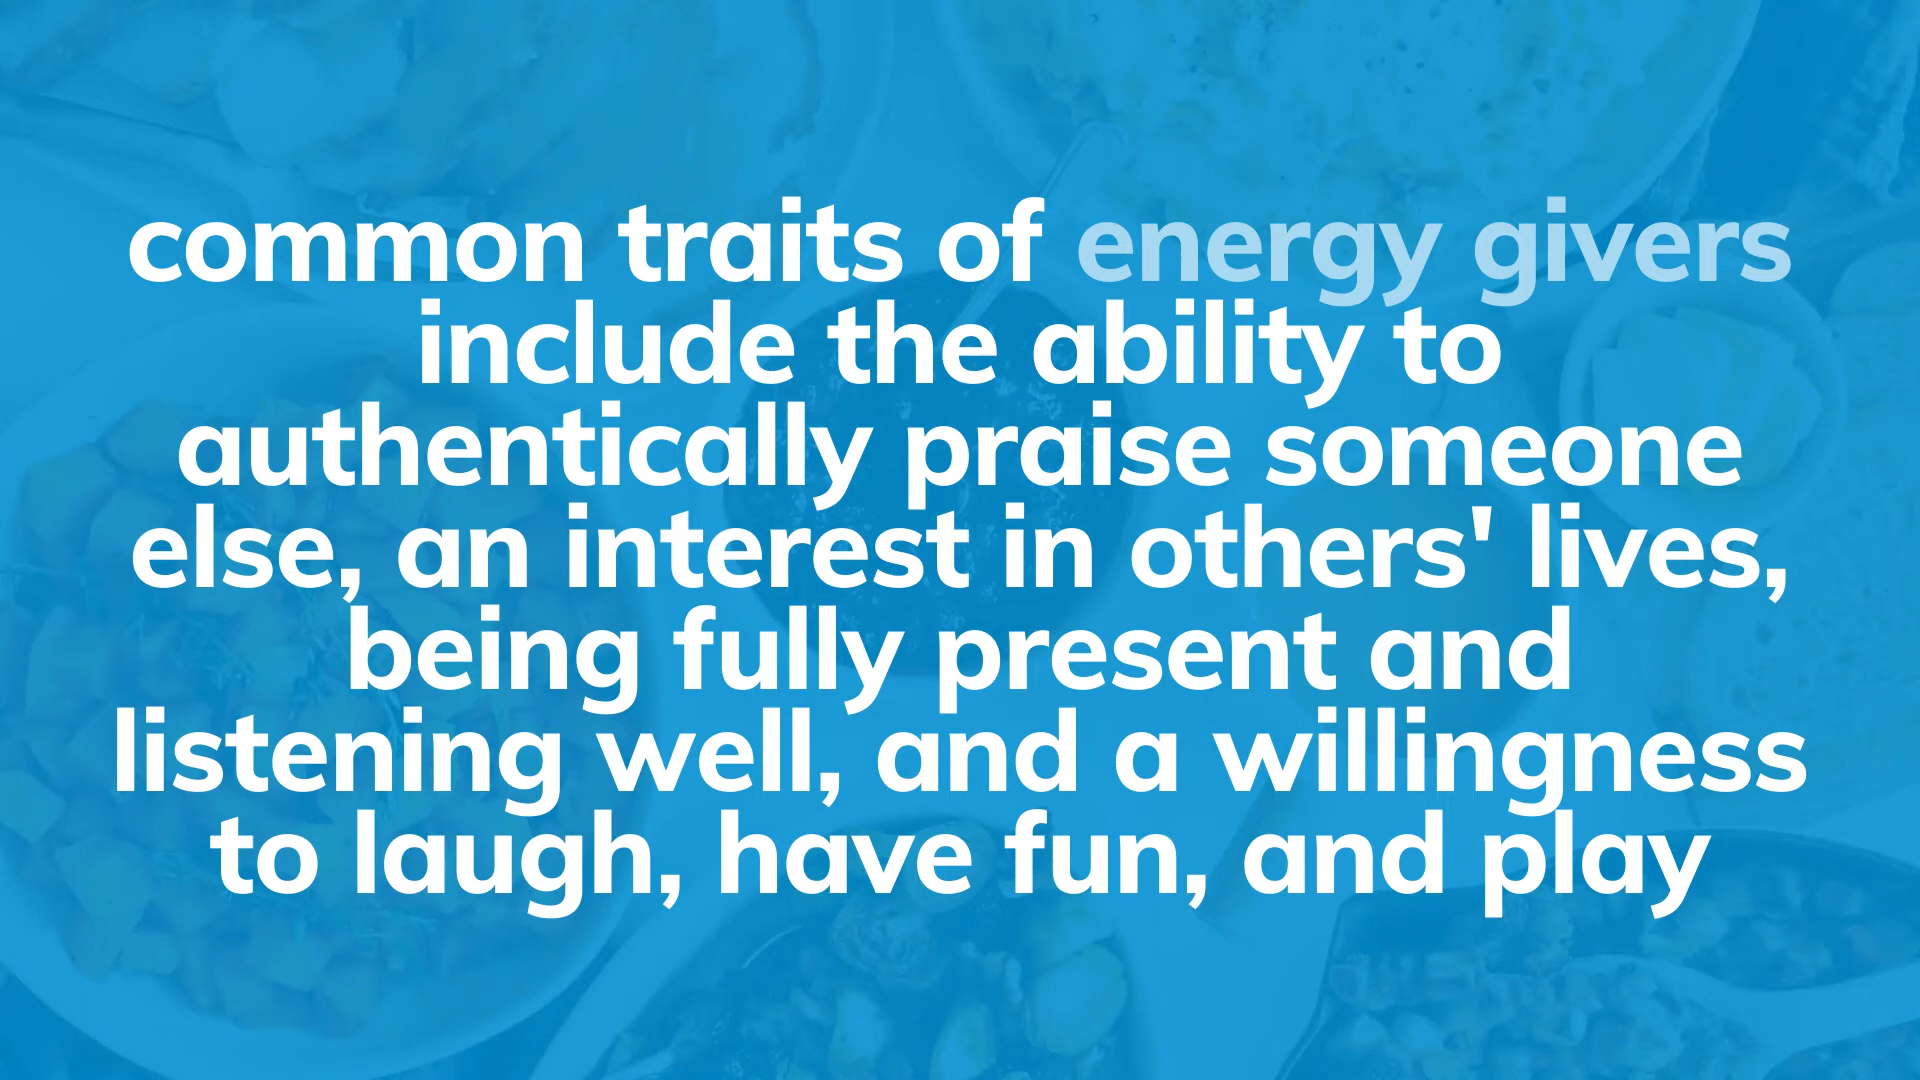 common traits of energy givers
include the ability to
authentically praise someone
else, an interest in others' lives,
being fully present and
listening well, and a willingness
to laugh, have fun, and play